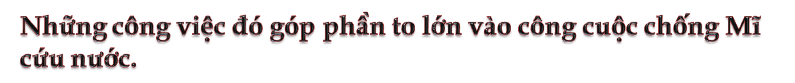 Những công việc đó góp phần to lớn vào công cuộc chống Mĩ
cứu nước.